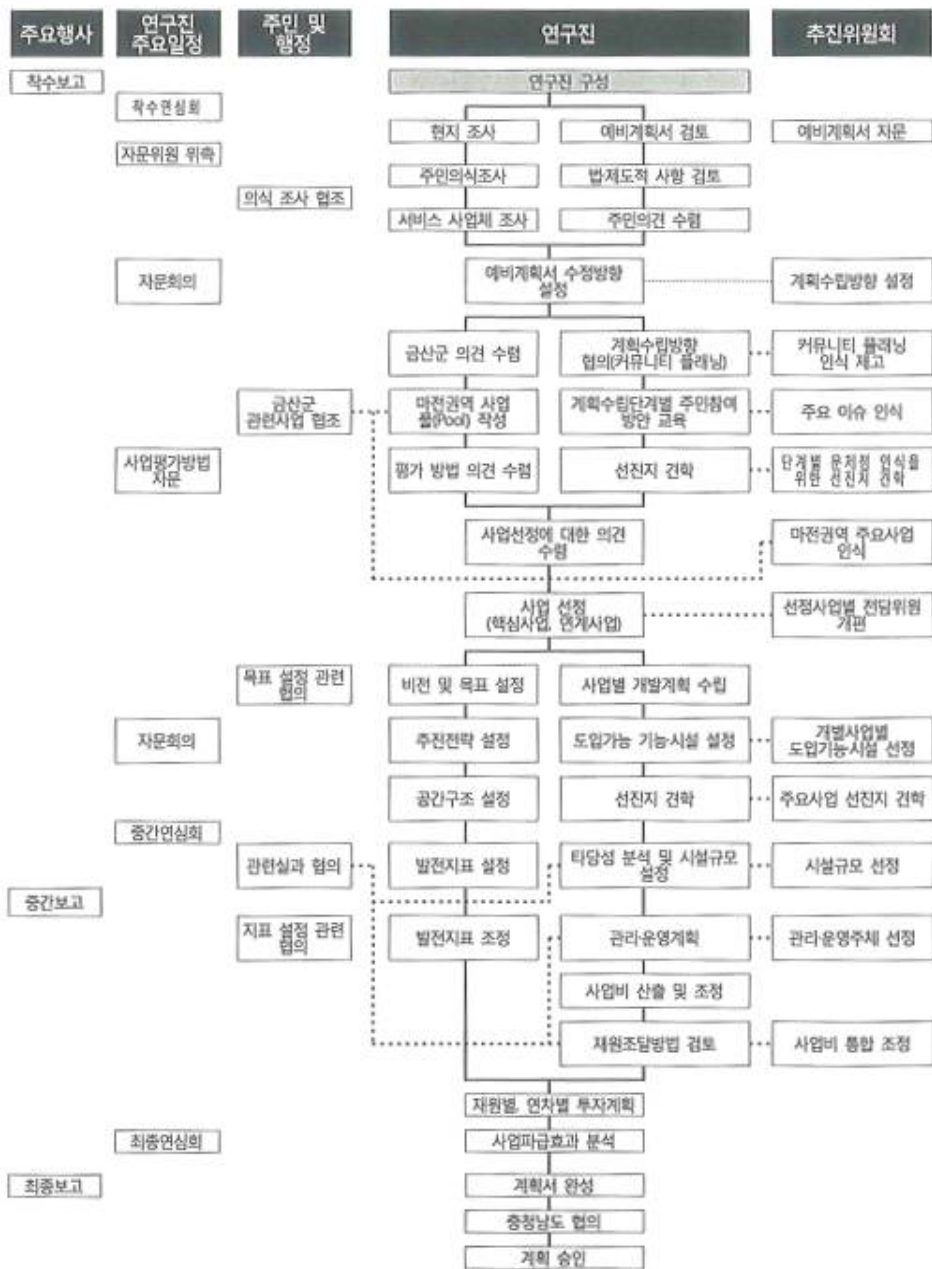 주요행사
연구진
주요일정
주민 및
행정
연구진
추진위원회
착수보고
연구진 구성
착수연심회
현지 조사
예비계획서 검토
예비계획서 자문
자문위원 위촉
주민의식조사
법·제도적 사항 검토
의식 조사 협조
서비스 사업체 조사
주민의견 수렴
자문회의
예비계획서 수정방향
설정
계획수립방향 설정
금산군 의견 수렴
계획수립방향
협의(커뮤니티 플래닝)
커뮤니티 플래닝
인식 제고
금산군
관련사업 협조
마전권역 사업
풀(Pool) 작성
계획수립단계별 주민참여
방안 교육
주요 이슈 인식
사업평가방법
자문
평가 방법 의견 수렴
선진지 견학
단계별 문제점 인식을
위한 선진지 견학
사업선정에 대한 의견
수렴
마전권역 주요사업
인식
사업 선정
(핵심사업, 연계사업)
선정사업별 전담위원
개편
목표 설정 관련
협의
비전 및 목표 설정
사업별 개발계획 수립
자문회의
추진전략 설정
도입가능 기능·시설 설정
개별사업별
도입기능·시설 선정
공간구조 설정
선진지 견학
주요사업 선진지 견학
중간연심회
관련실과 협의
발전지표 설정
타당성 분석 및 시설규모
설정
시설규모 선정
중간보고
지표 설정 관련
협의
발전지표 조정
관리·운영계획
관리·운영주체 선정
사업비 산출 및 조정
재원조달방법 검토
사업비 통합 조정
재원별, 연차별 투자계획
최종연심회
사업파급효과 분석
최종보고
계획서 완성
충청남도 협의
계획 승인